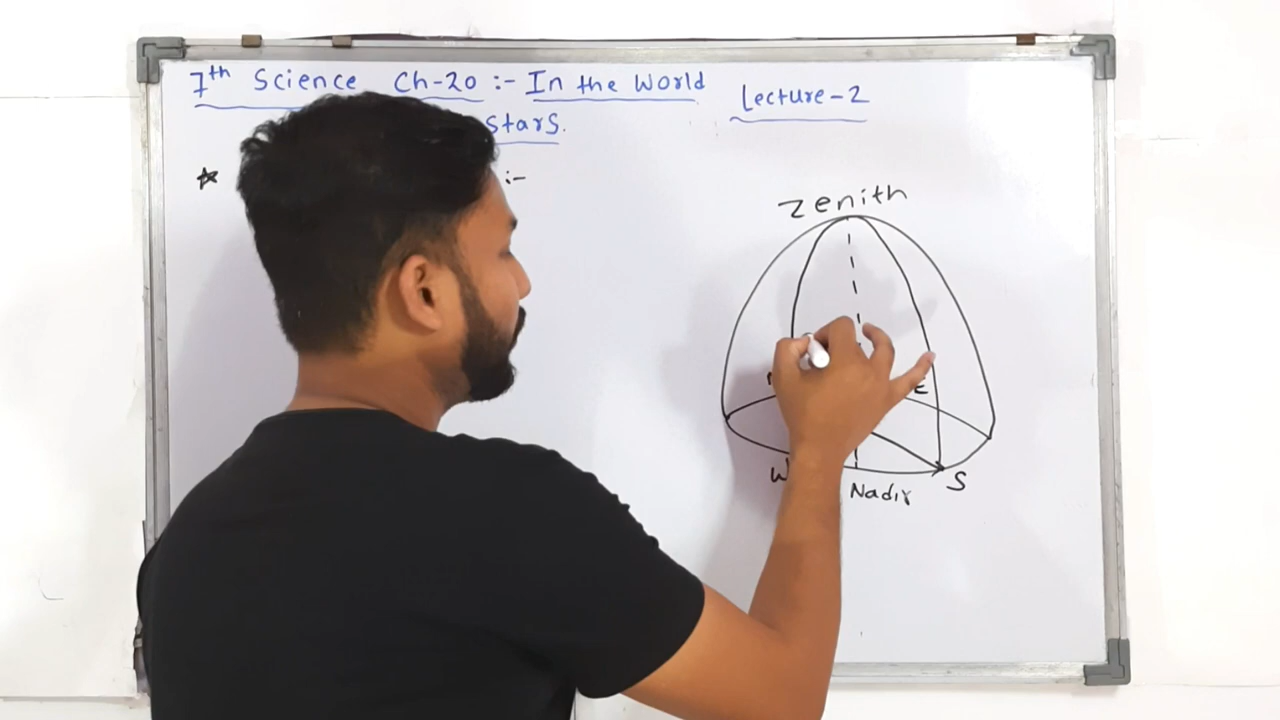 7th Science Ch-20 :- In the World
Lecture-2
stars.
:-
Zenith
E
W
S
Nadir